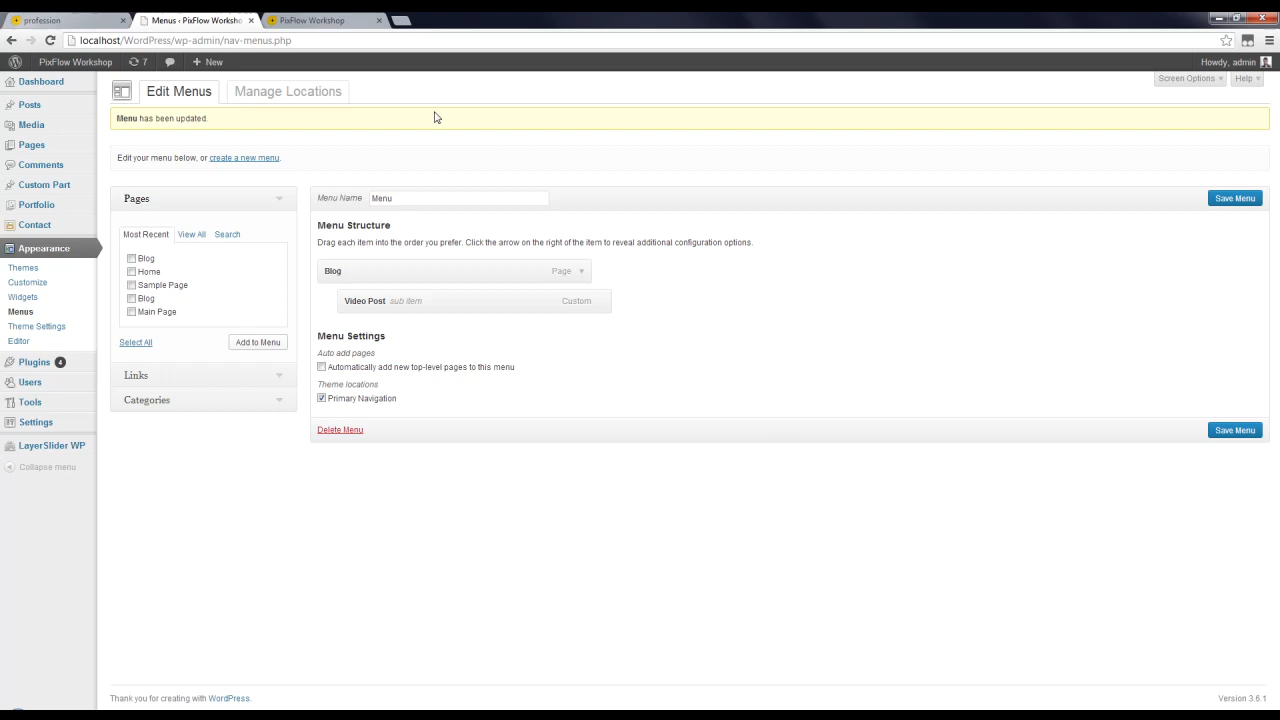 profession
Menus ‹ PixFlow Worksho
PixFlow Workshop
localhost/WordPress/wp-admin/nav-menus.php
PixFlow Workshop
7
New
Howdy, admin
Dashboard
Posts
Media
Pages
Comments
Custom Part
Portfolio
Contact
Appearance
Themes
Customize
Widgets
Menus
Theme Settings
Editor
Plugins 4
Users
Tools
Settings
LayerSlider WP
Collapse menu
Screen Options
Help
Edit Menus
Manage Locations
Menu has been updated.
Edit your menu below, or create a new menu.
Pages
Most Recent
View All
Search
Blog
Home
Sample Page
Blog
Main Page
Select All
Add to Menu
Links
Categories
Menu Name
Menu
Save Menu
Menu Structure
Drag each item into the order you prefer. Click the arrow on the right of the item to reveal additional configuration options.
Blog
Page
Video Post sub item
Custom
Menu Settings
Auto add pages
Automatically add new top-level pages to this menu
Theme locations
Primary Navigation
Delete Menu
Save Menu
Thank you for creating with WordPress.
Version 3.6.1